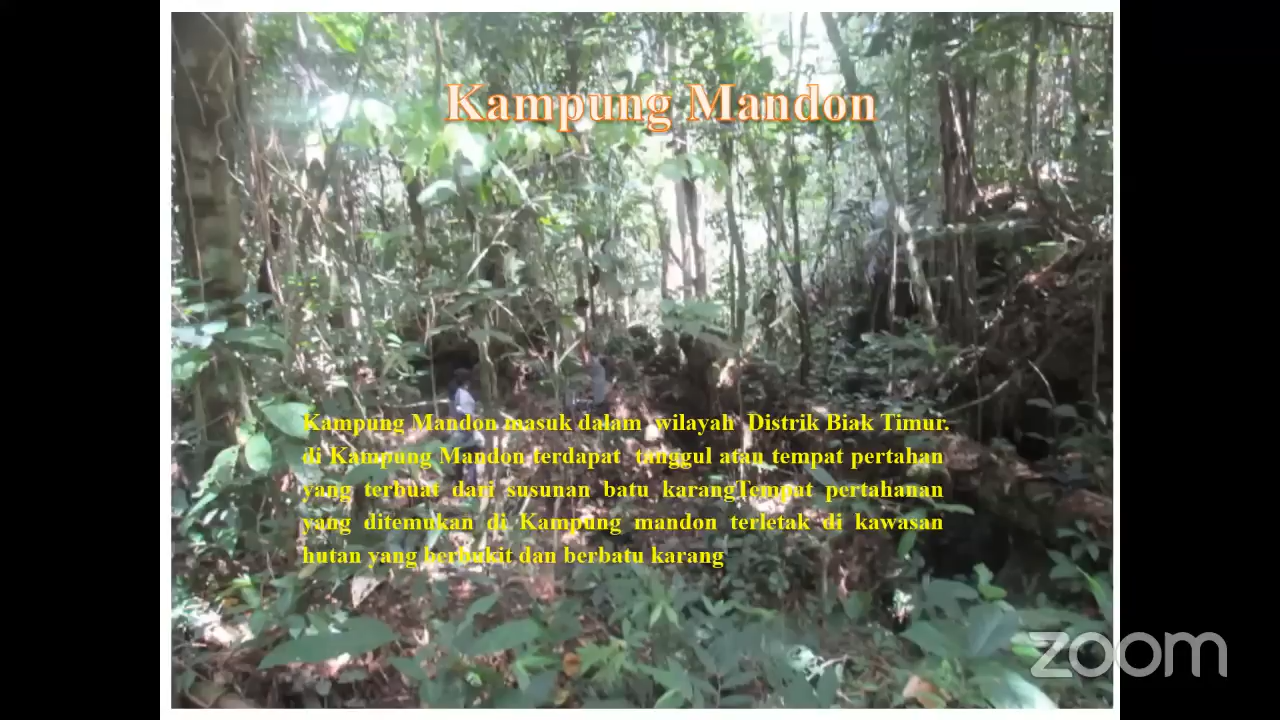 Kampung Mandon
Kampung Mandon masuk dalam wilayah Distrik Biak Timur.
di Kampung Mandon terdapat tanggul atau tempat pertahan
yang terbuat dari susunan batu karangTempat pertahanan
yang ditemukan di Kampung mandon terletak di kawasan
hutan yang berbukit dan berbatu karang
zoom